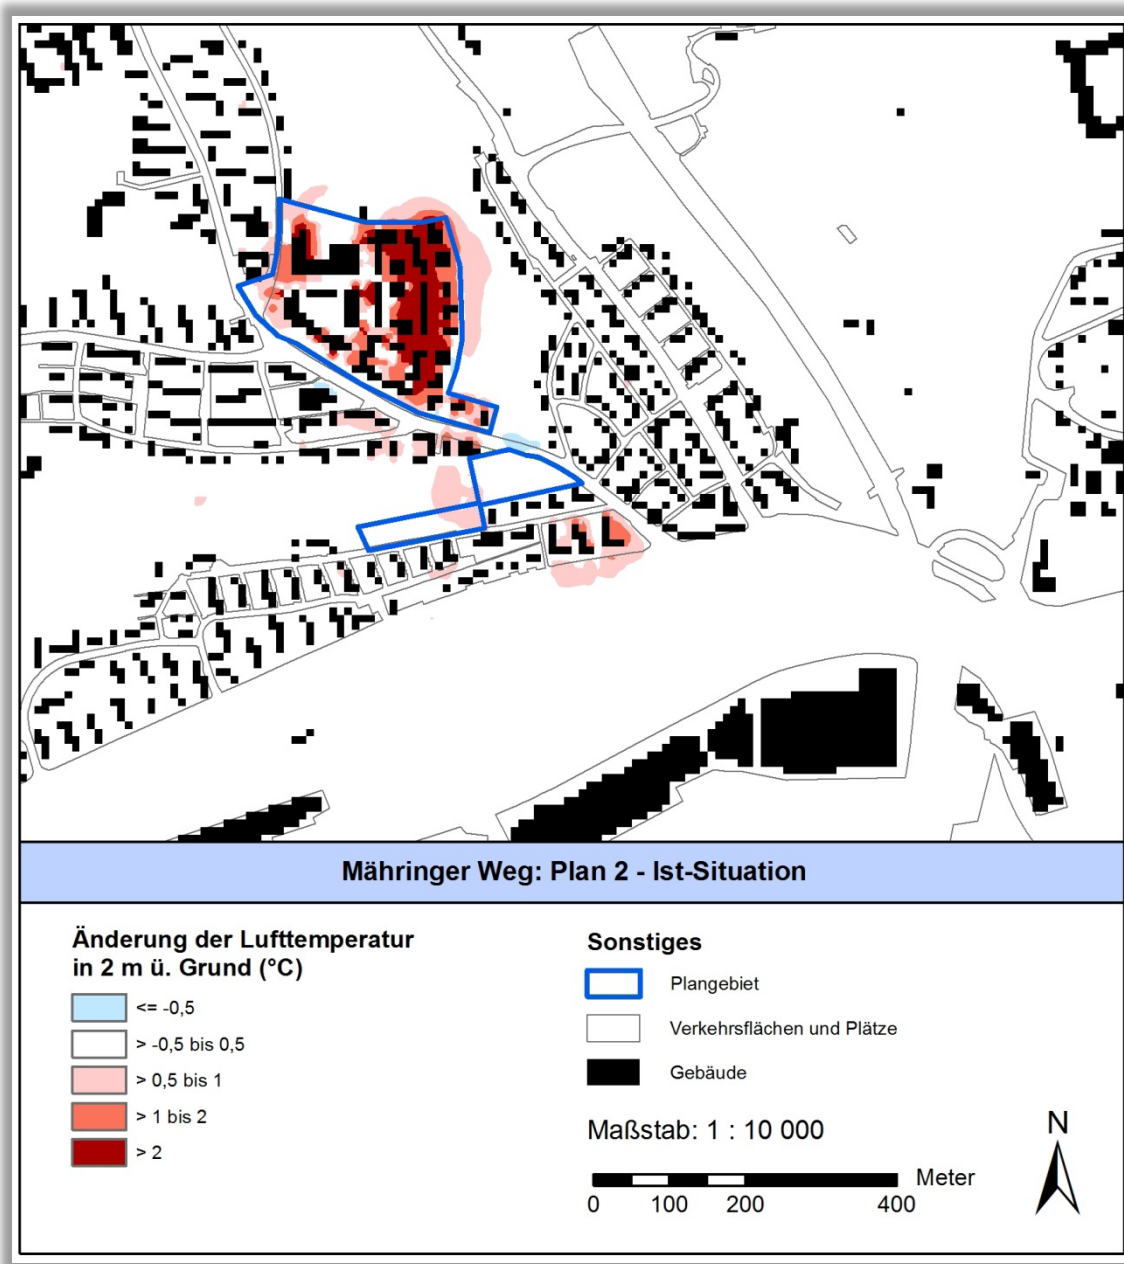 Mähringer Weg: Plan 2 - Ist-Situation
Änderung der Lufttemperatur
in 2 m ü. Grund (°C)
<= -0,5
> -0,5 bis 0,5
> 0,5 bis 1
> 1 bis 2
> 2
Sonstiges
Plangebiet
Verkehrsflächen und Plätze
Gebäude
Maßstab: 1 : 10 000
Meter
0 100 200 400
N